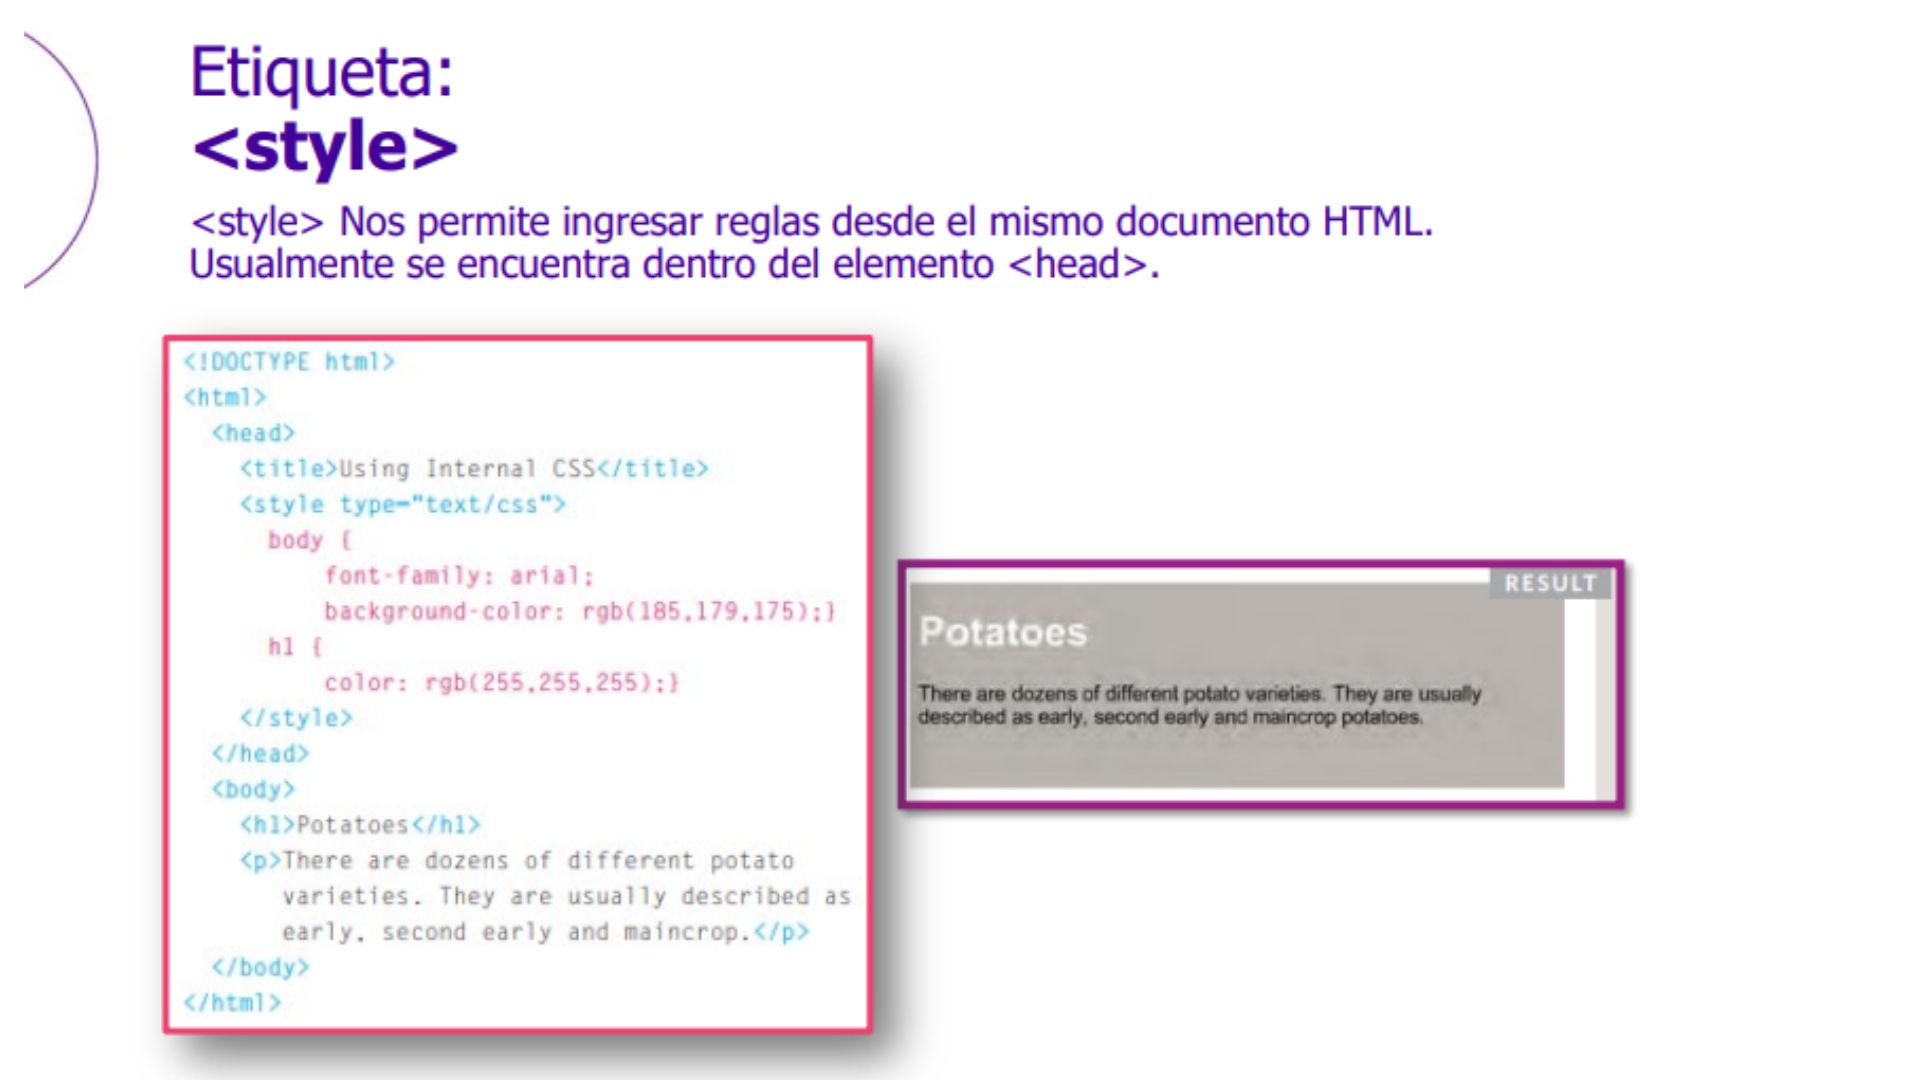 Etiqueta:
<style>
<style> Nos permite ingresar reglas desde el mismo documento HTML.
Usualmente se encuentra dentro del elemento <head>.
<!DOCTYPE html>
<html>
<head>
<title>Using Internal CSS</title>
<style type="text/css">
body {
font-family: arial;
background-color: rgb(185,179,175);}
h1 {
color: rgb(255,255,255);}
</style>
</head>
<body>
<h1>Potatoes</h1>
<p>There are dozens of different potato
varieties. They are usually described as
early, second early and maincrop.</p>
</body>
</html>
RESULT
Potatoes
There are dozens of different potato varieties. They are usually
described as early, second early and maincrop potatoes.